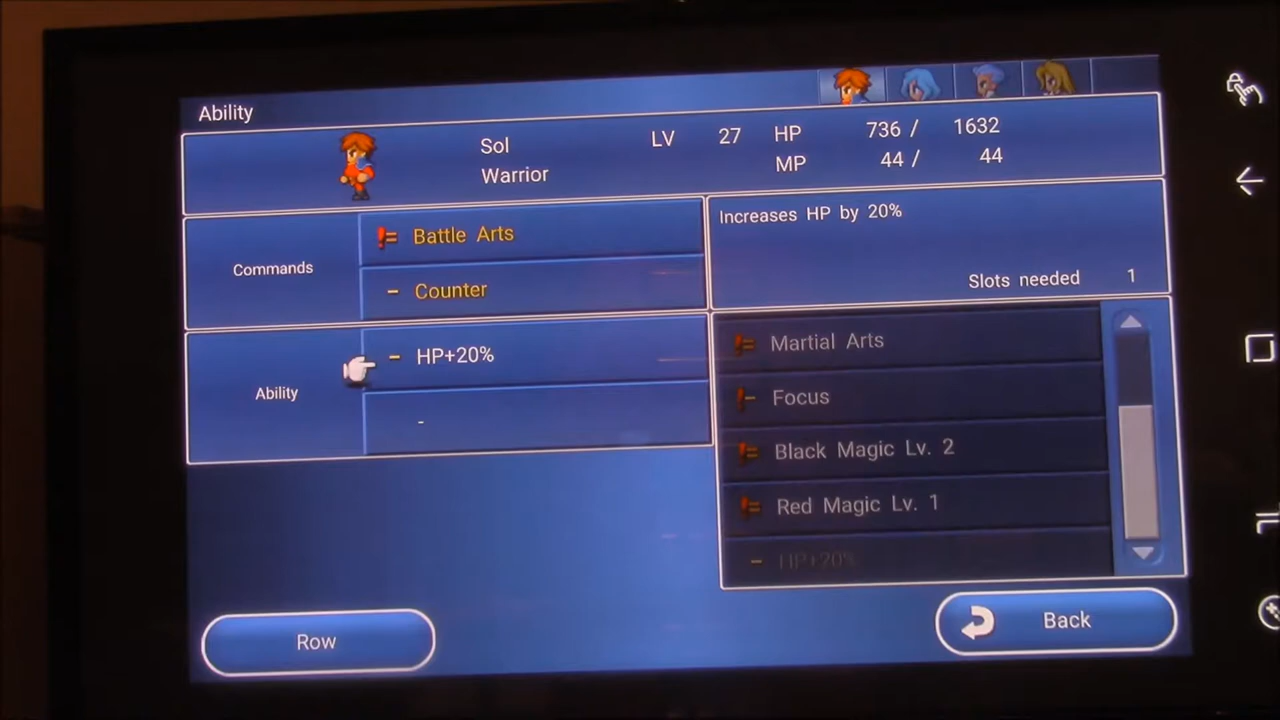 Ability
Sol LV 27 HP 736 / 1632
Warrior MP 44 / 44
Commands
Battle Arts
Counter
Increases HP by 20%
Slots needed 1
Ability
HP+20%
-
Martial Arts
Focus
Black Magic Lv. 2
Red Magic Lv. 1
HP+20%
Row
Back